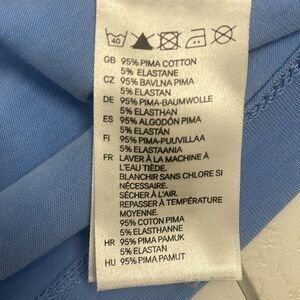 40
GB 95% PIMA COTTON
5% ELASTANE
CZ 95% BAVLNA PIMA
5% ELASTAN
DE 95% PIMA-BAUMWOLLE
5% ELASTHAN
ES 95% ALGODÓN PIMA
5% ELASTÁN
FI 95% PIMA-PUUVILLAA
5% ELASTAANIA
FR LAVER À LA MACHINE À
L'EAU TIÈDE.
BLANCHIR SANS CHLORE SI
NÉCESSAIRE.
SÉCHER À L'AIR.
REPASSER À TEMPÉRATURE
MOYENNE.
95% COTON PIMA
5% ELASTHANNE
HR 95% PIMA PAMUK
5% ELASTAN
HU 95% PIMA PAMUT